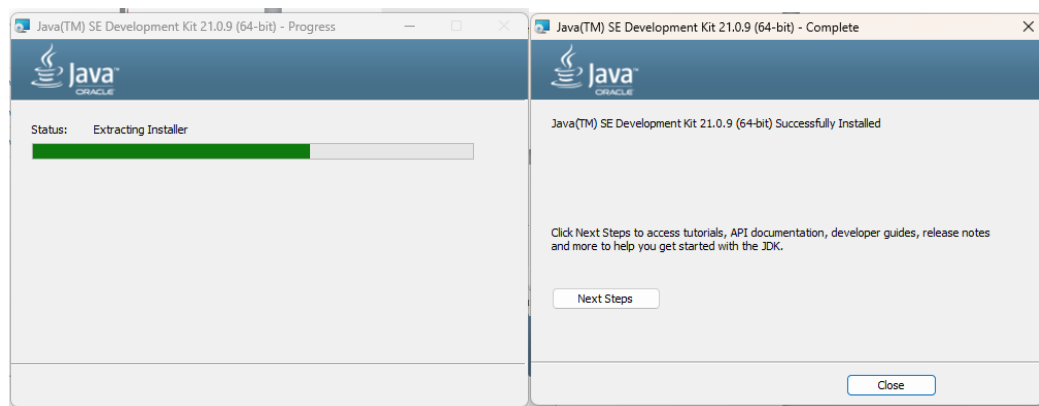 Java(TM) SE Development Kit 21.0.9 (64-bit) - Progress
Java™
ORACLE
Status: Extracting Installer
Java(TM) SE Development Kit 21.0.9 (64-bit) - Complete
Java™
ORACLE
Java(TM) SE Development Kit 21.0.9 (64-bit) Successfully Installed
Click Next Steps to access tutorials, API documentation, developer guides, release notes
and more to help you get started with the JDK.
Next Steps
Close